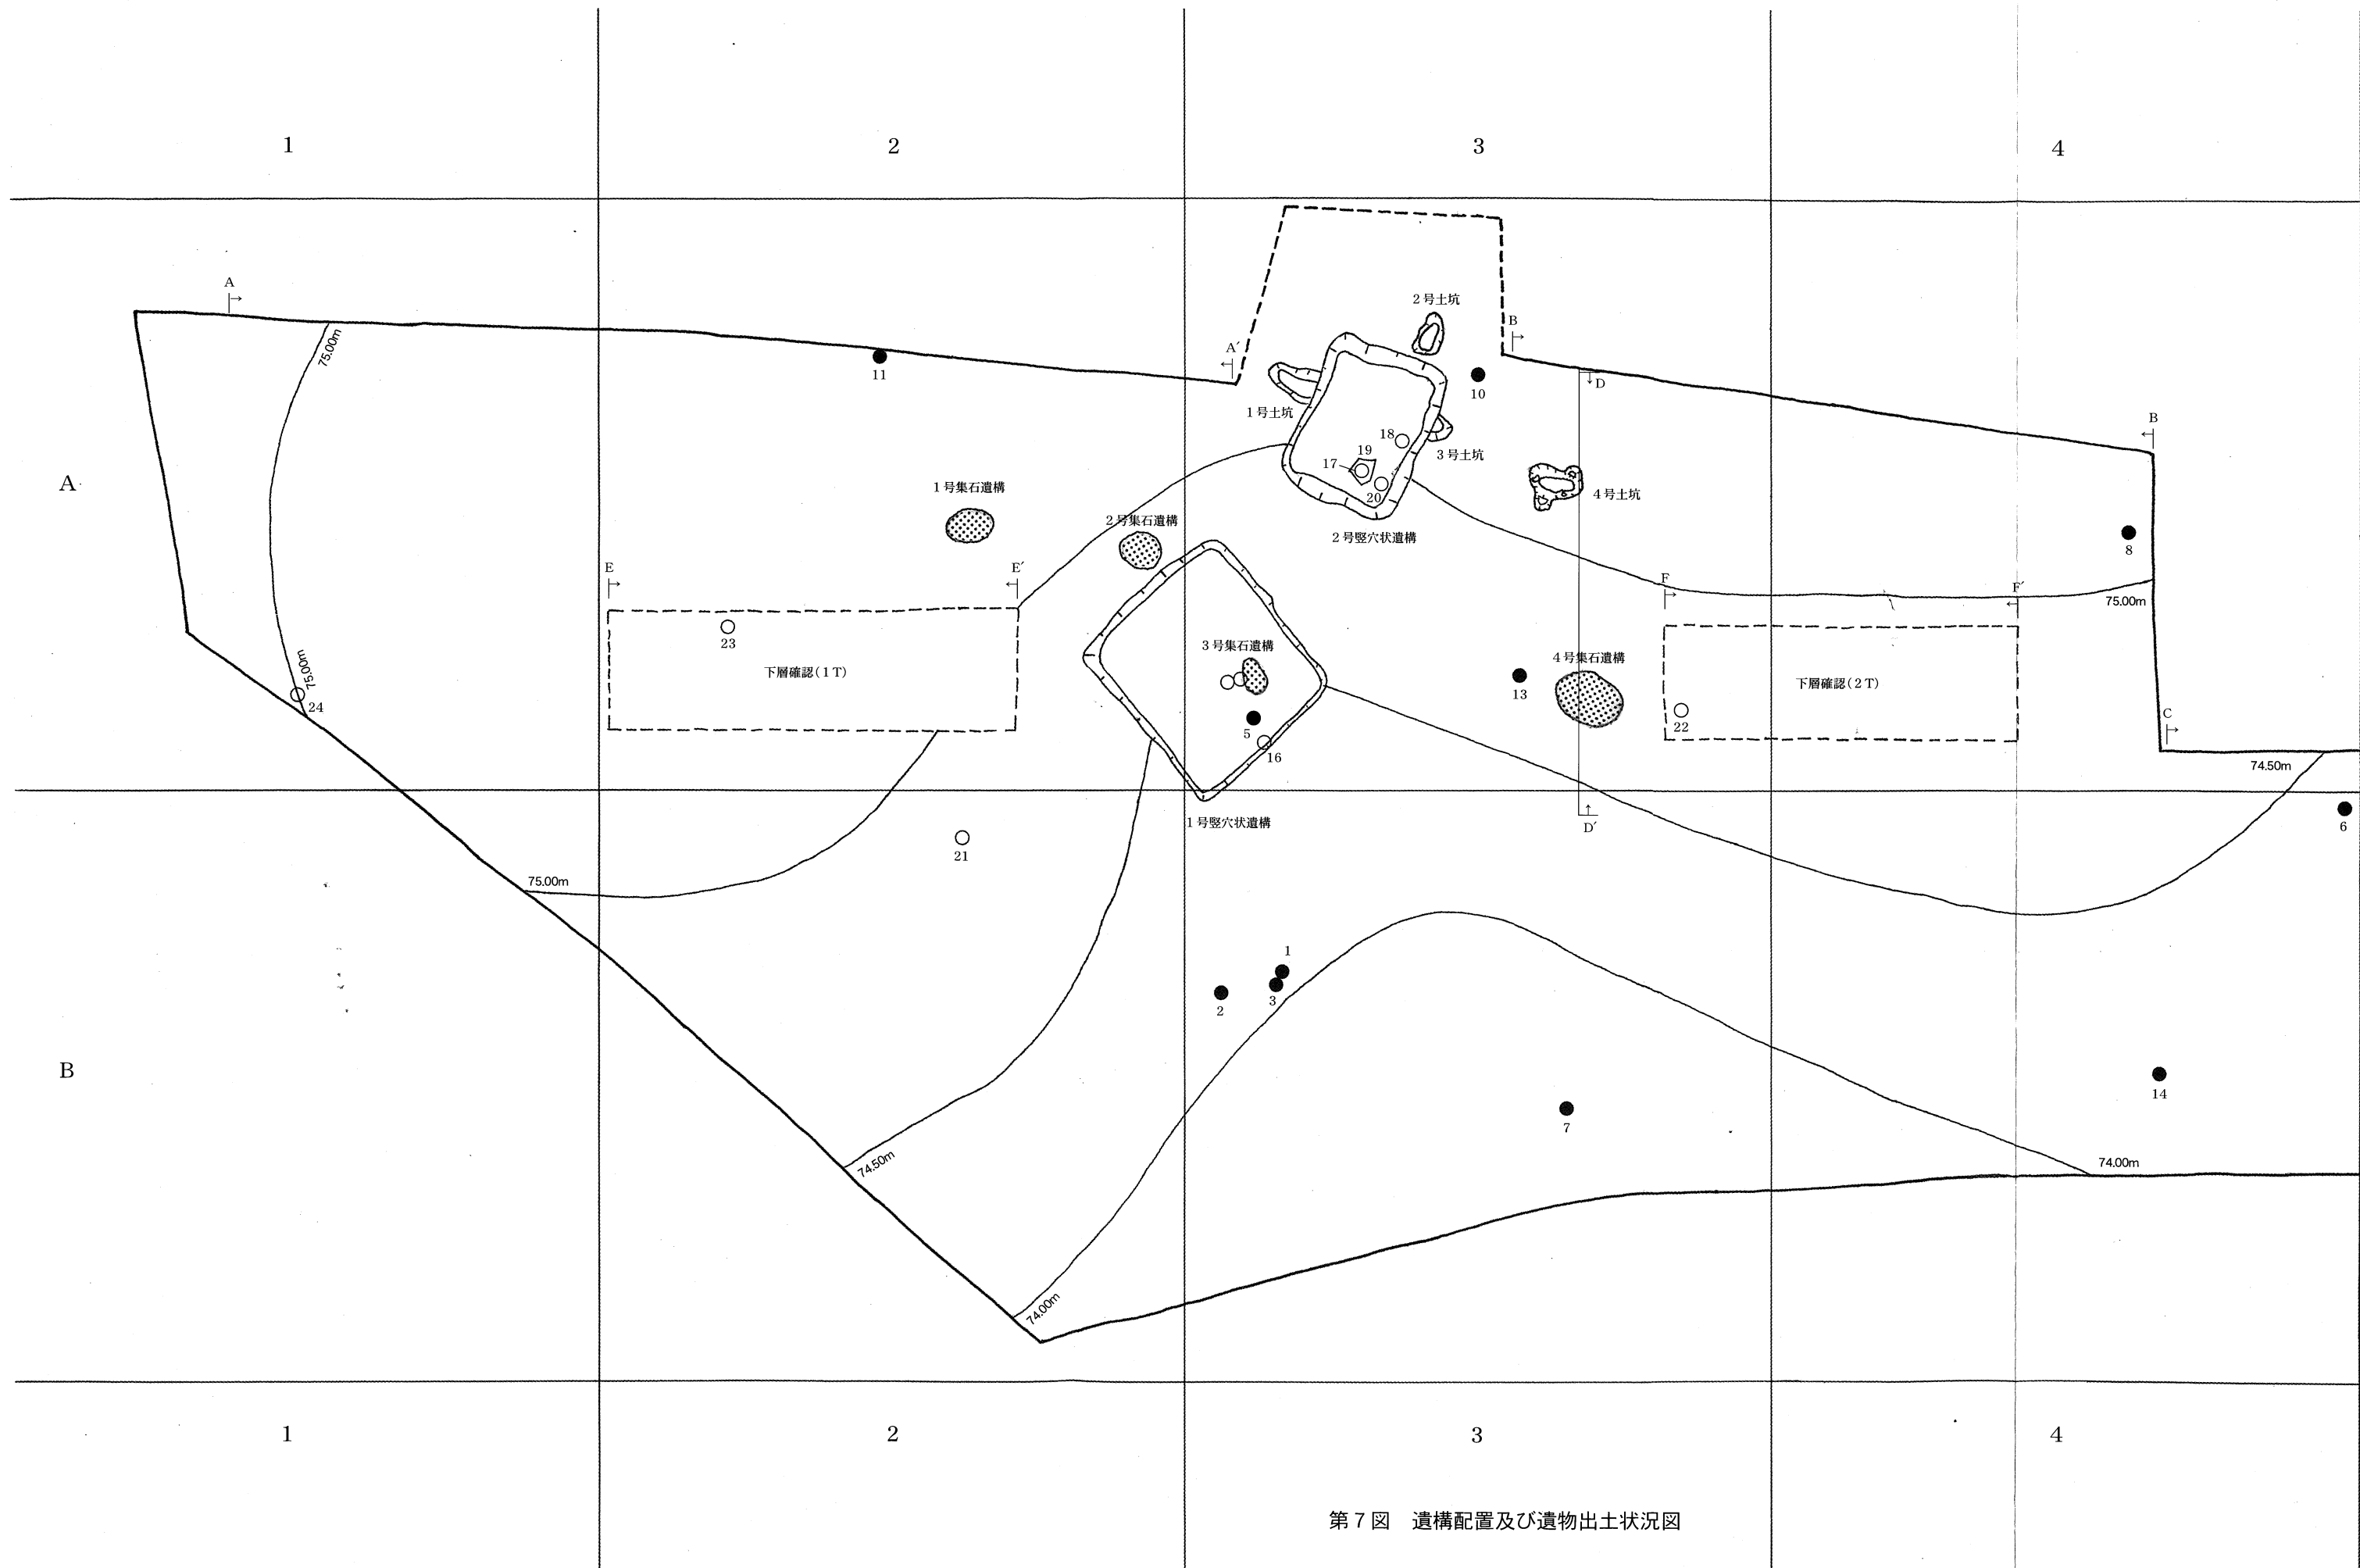 1
2
3
4
A
A
A′
B
B
2号土坑
D
75.00m
11
10
1号土坑
18
19
17
3号土坑
20
A
1号集石遺構
4号土坑
2号集石遺構
2号竪穴状遺構
8
E
E′
F
F′
75.00m
23
3号集石遺構
4号集石遺構
75.00m
下層確認(1T)
下層確認(2T)
13
24
22
C
5
16
74.50m
1号竪穴状遺構
D′
6
21
75.00m
1
2
3
B
14
7
74.50m
74.00m
74.00m
1
2
3
4
第7図 遺構配置及び遺物出土状況図